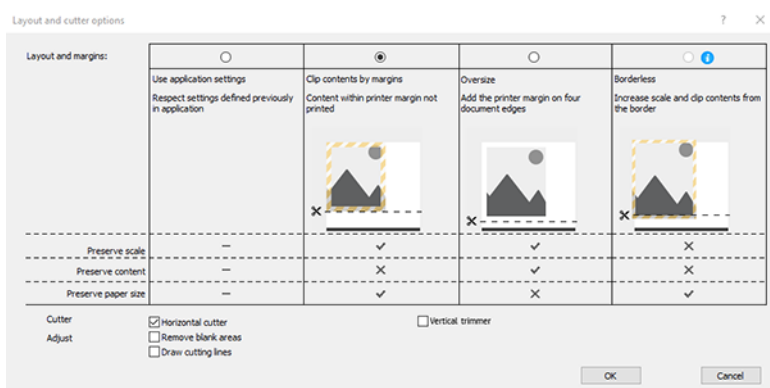 Layout and cutter options
? ×
Layout and margins:
i
Use application settings
Clip contents by margins
Oversize
Borderless
Respect settings defined previously
in application
Content within printer margin not
printed
Add the printer margin on four
document edges
Increase scale and clip contents from
the border
Preserve scale
–
✓
✓
×
Preserve content
–
×
✓
×
Preserve paper size
–
✓
×
✓
Cutter
Horizontal cutter
Vertical trimmer
Adjust
Remove blank areas
Draw cutting lines
OK
Cancel